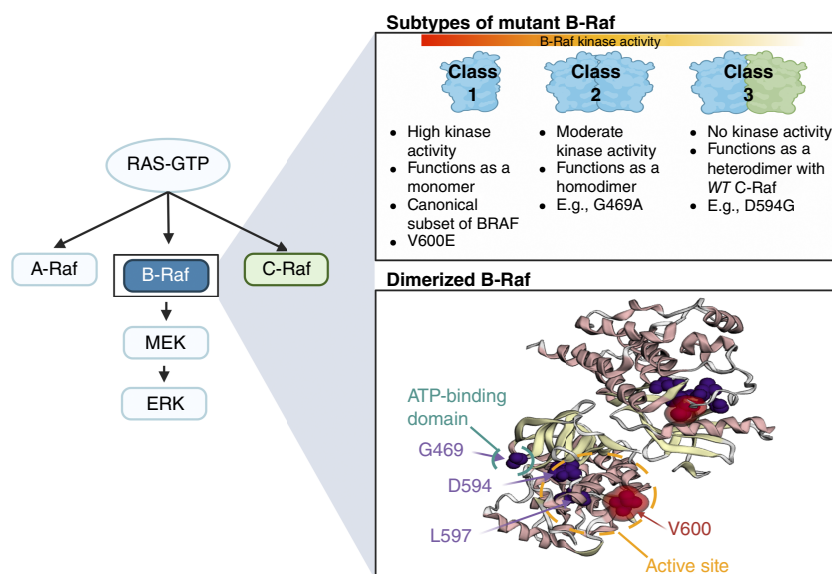 Subtypes of mutant B-Raf
B-Raf kinase activity
Class
1
• High kinase
activity
• Functions as a
monomer
• Canonical
subset of BRAF
• V600E
Class
2
• Moderate
kinase activity
• Functions as a
homodimer
• E.g., G469A
Class
3
• No kinase activity
• Functions as a
heterodimer with
WT C-Raf
• E.g., D594G
RAS-GTP
A-Raf
B-Raf
C-Raf
MEK
ERK
Dimerized B-Raf
ATP-binding
domain
G469
D594
L597
V600
Active site